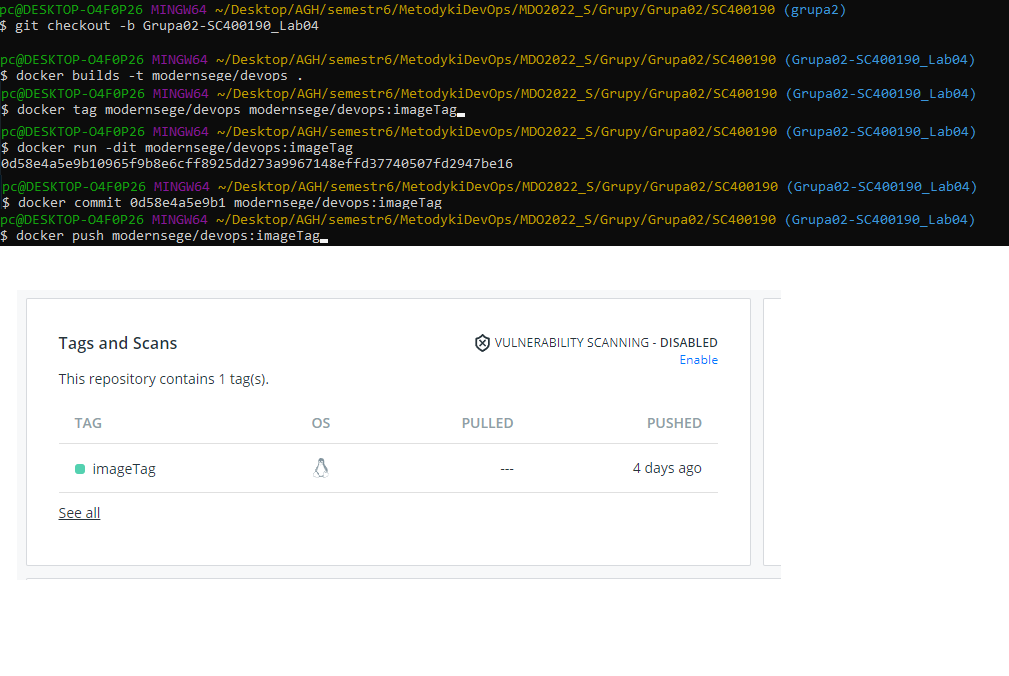 pc@DESKTOP-O4F0P26 MINGW64 ~/Desktop/AGH/semestr6/MetodykiDevOps/MDO2022_S/Grupy/Grupa02/SC400190 (grupa2)
$ git checkout -b Grupa02-SC400190_Lab04
pc@DESKTOP-O4F0P26 MINGW64 ~/Desktop/AGH/semestr6/MetodykiDevOps/MDO2022_S/Grupy/Grupa02/SC400190 (Grupa02-SC400190_Lab04)
$ docker builds -t modernsege/devops .
pc@DESKTOP-O4F0P26 MINGW64 ~/Desktop/AGH/semestr6/MetodykiDevOps/MDO2022_S/Grupy/Grupa02/SC400190 (Grupa02-SC400190_Lab04)
$ docker tag modernsege/devops modernsege/devops:imageTag
pc@DESKTOP-O4F0P26 MINGW64 ~/Desktop/AGH/semestr6/MetodykiDevOps/MDO2022_S/Grupy/Grupa02/SC400190 (Grupa02-SC400190_Lab04)
$ docker run -dit modernsege/devops:imageTag
0d58e4a5e9b10965f9b8e6cff8925dd273a9967148effd37740507fd2947be16
pc@DESKTOP-O4F0P26 MINGW64 ~/Desktop/AGH/semestr6/MetodykiDevOps/MDO2022_S/Grupy/Grupa02/SC400190 (Grupa02-SC400190_Lab04)
$ docker commit 0d58e4a5e9b1 modernsege/devops:imageTag
pc@DESKTOP-O4F0P26 MINGW64 ~/Desktop/AGH/semestr6/MetodykiDevOps/MDO2022_S/Grupy/Grupa02/SC400190 (Grupa02-SC400190_Lab04)
$ docker push modernsege/devops:imageTag
Tags and Scans
VULNERABILITY SCANNING - DISABLED
Enable
This repository contains 1 tag(s).
TAG OS PULLED PUSHED
imageTag --- 4 days ago
See all